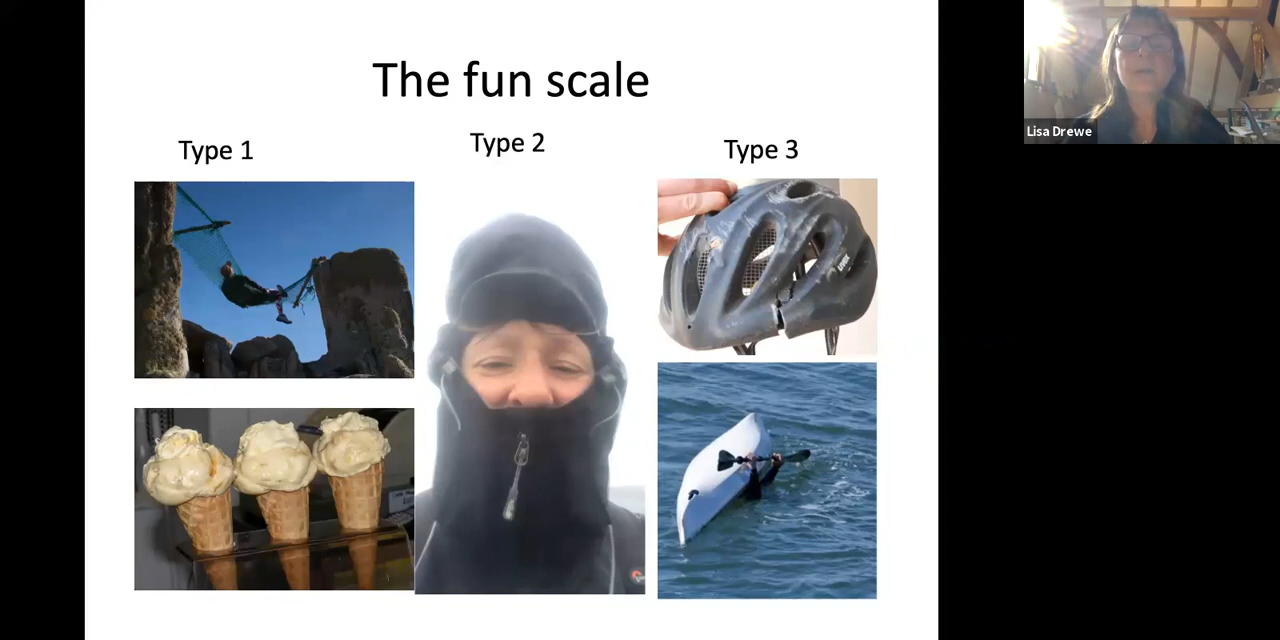 The fun scale
Type 1
Type 2
Type 3
Lisa Drewe